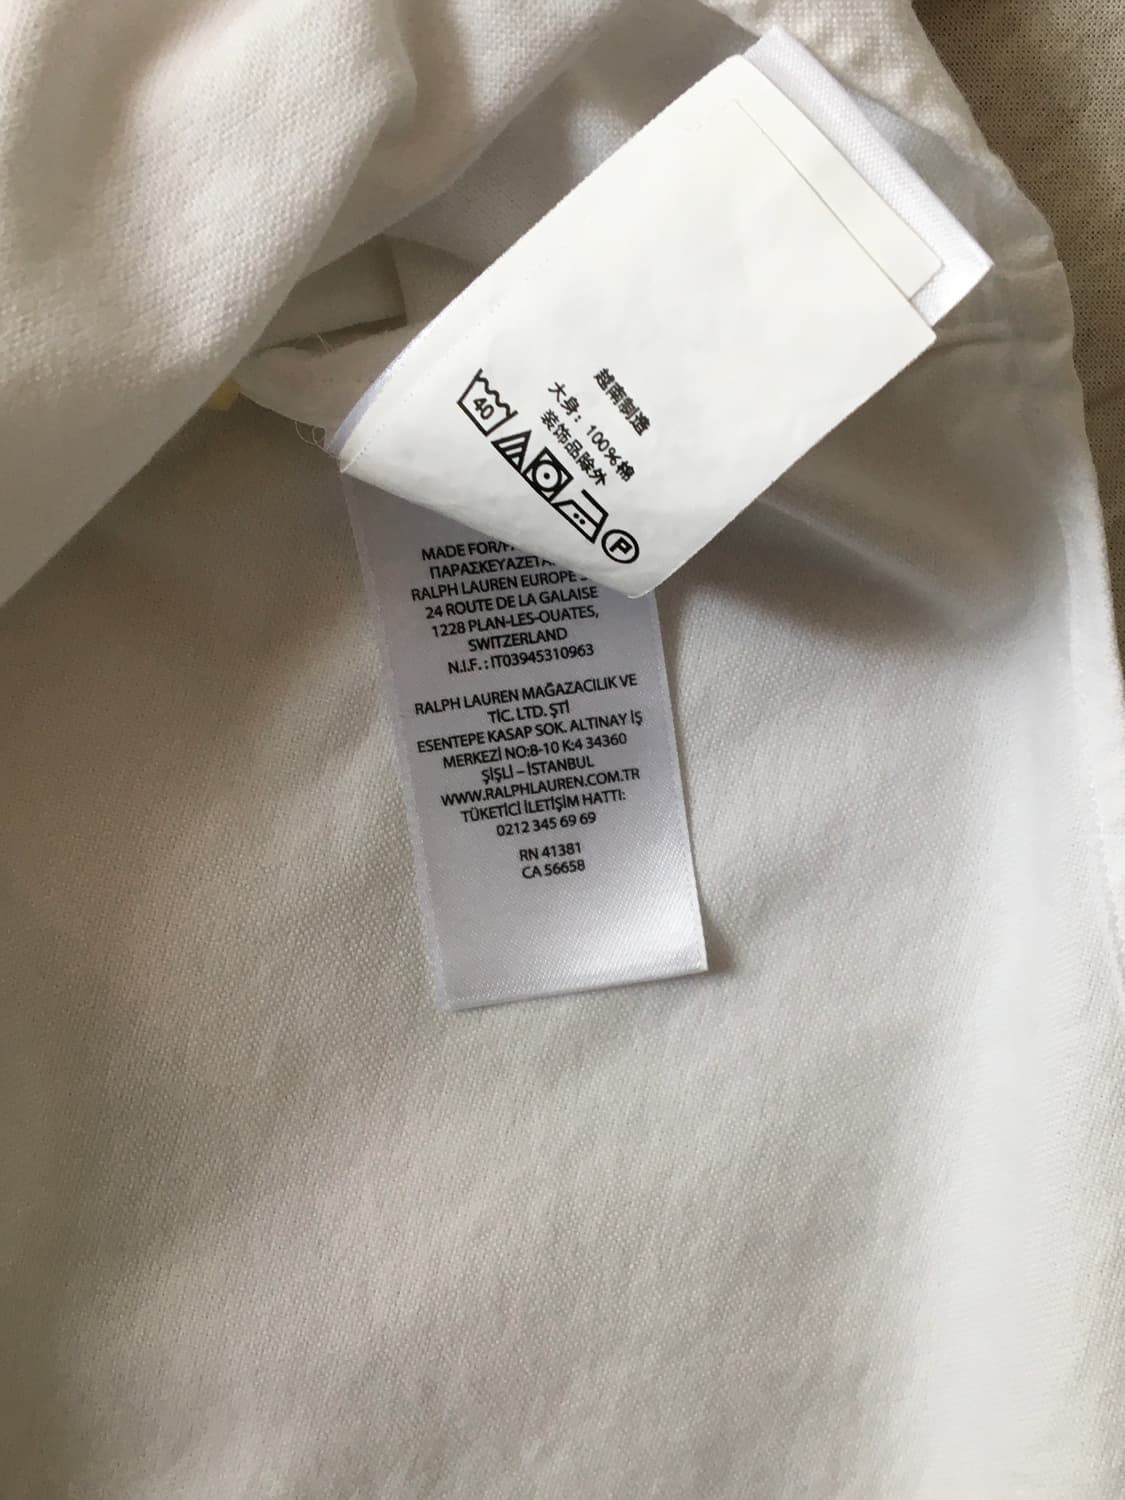 越南制造
大身：100%棉
装饰品除外
40
P
MADE FOR/
ΠΑΡΑΣΚΕΥΑΖΕΤΑ
RALPH LAUREN EUROPE
24 ROUTE DE LA GALAISE
1228 PLAN-LES-OUATES,
SWITZERLAND
N.I.F. : IT03945310963
RALPH LAUREN MAĞAZACILIK VE
TİC. LTD. ŞTİ
ESENTEPE KASAP SOK. ALTINAY İŞ
MERKEZİ NO:8-10 K:4 34360
ŞİŞLİ – İSTANBUL
WWW.RALPHLAUREN.COM.TR
TÜKETİCİ İLETİŞİM HATTI:
0212 345 69 69
RN 41381
CA 56658